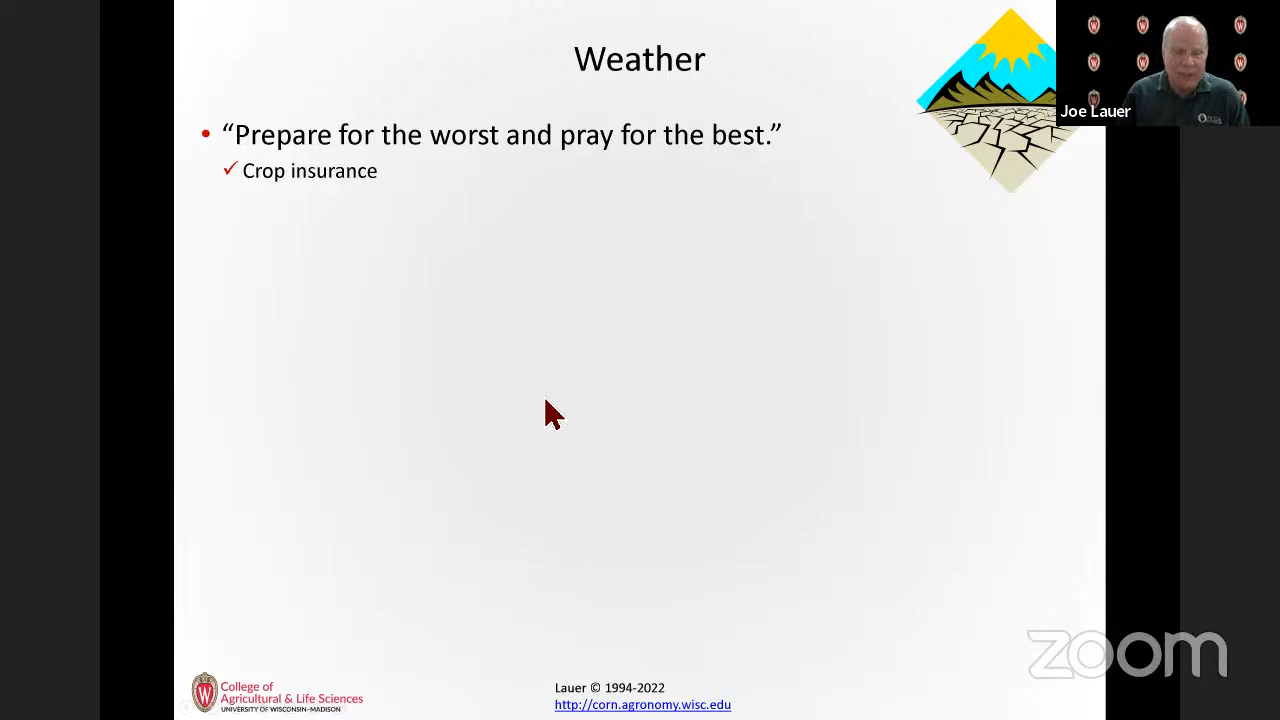 Weather
Joe Lauer
• “Prepare for the worst and pray for the best.”
✓ Crop insurance
zoom
College of
Agricultural & Life Sciences
UNIVERSITY OF WISCONSIN–MADISON
Lauer © 1994-2022
http://corn.agronomy.wisc.edu